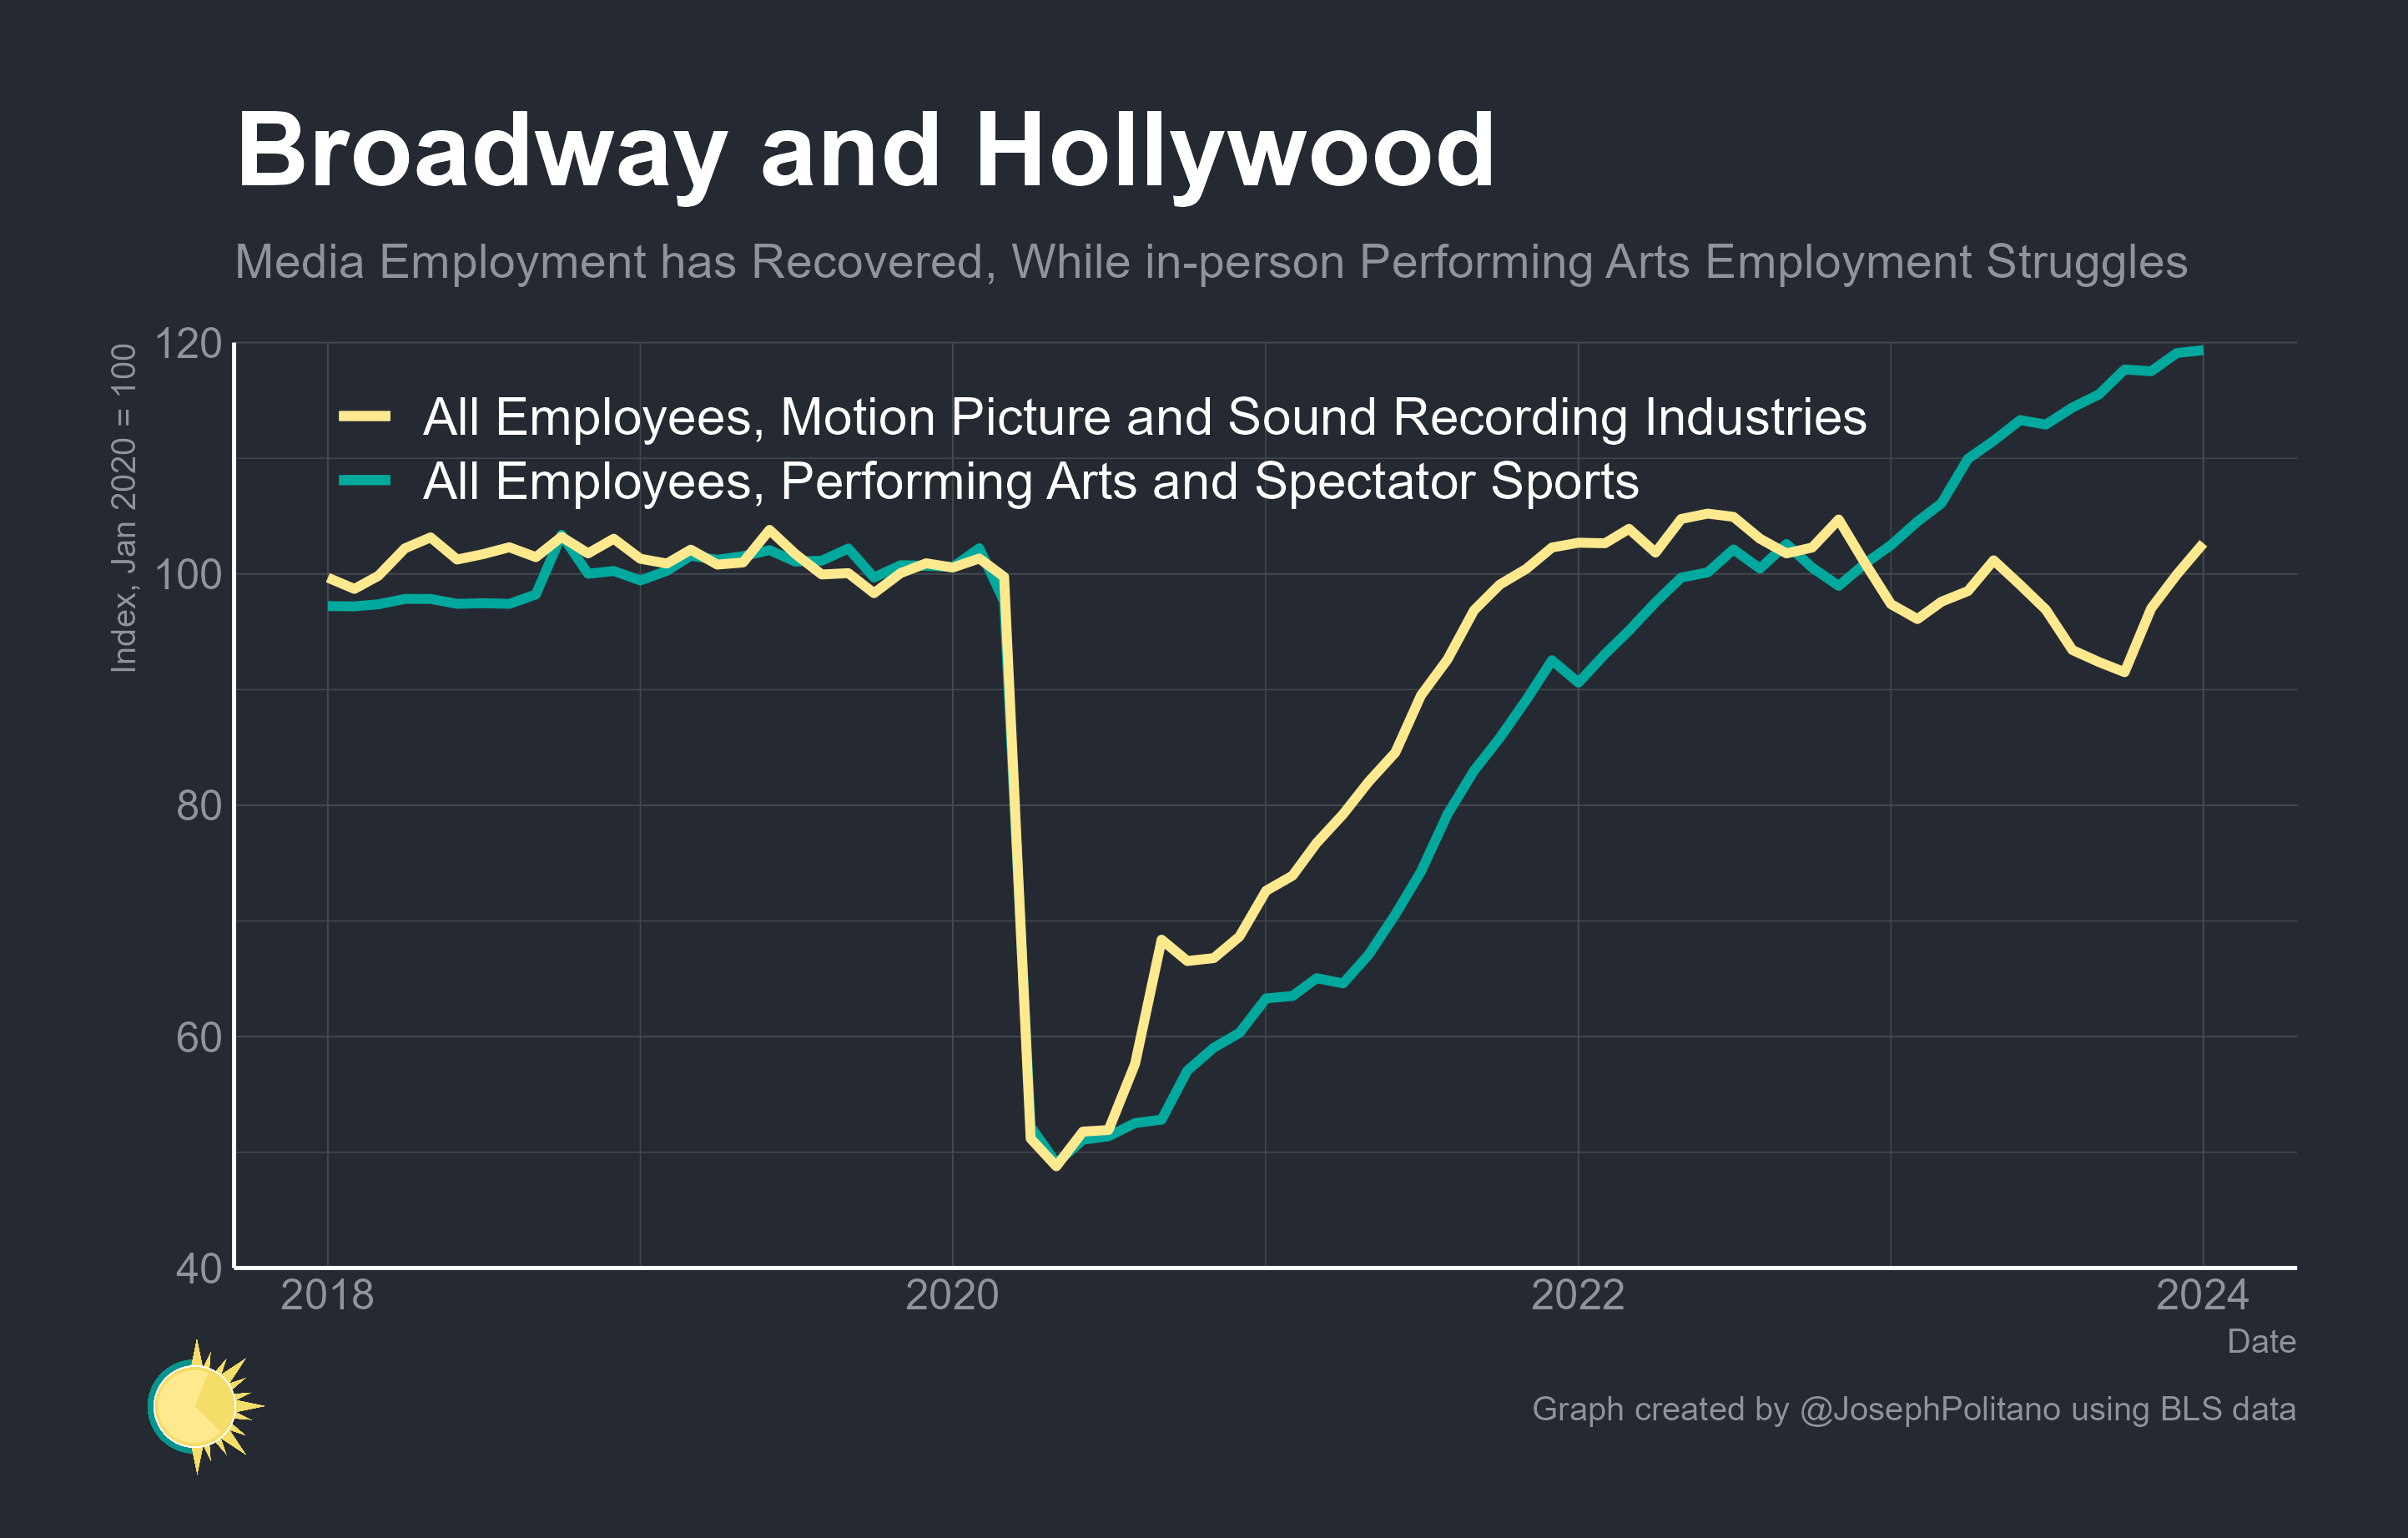 Broadway and Hollywood
Media Employment has Recovered, While in-person Performing Arts Employment Struggles
Index, Jan 2020 = 100
120
100
80
60
40
All Employees, Motion Picture and Sound Recording Industries
All Employees, Performing Arts and Spectator Sports
2018
2020
2022
2024
Date
Graph created by @JosephPolitano using BLS data